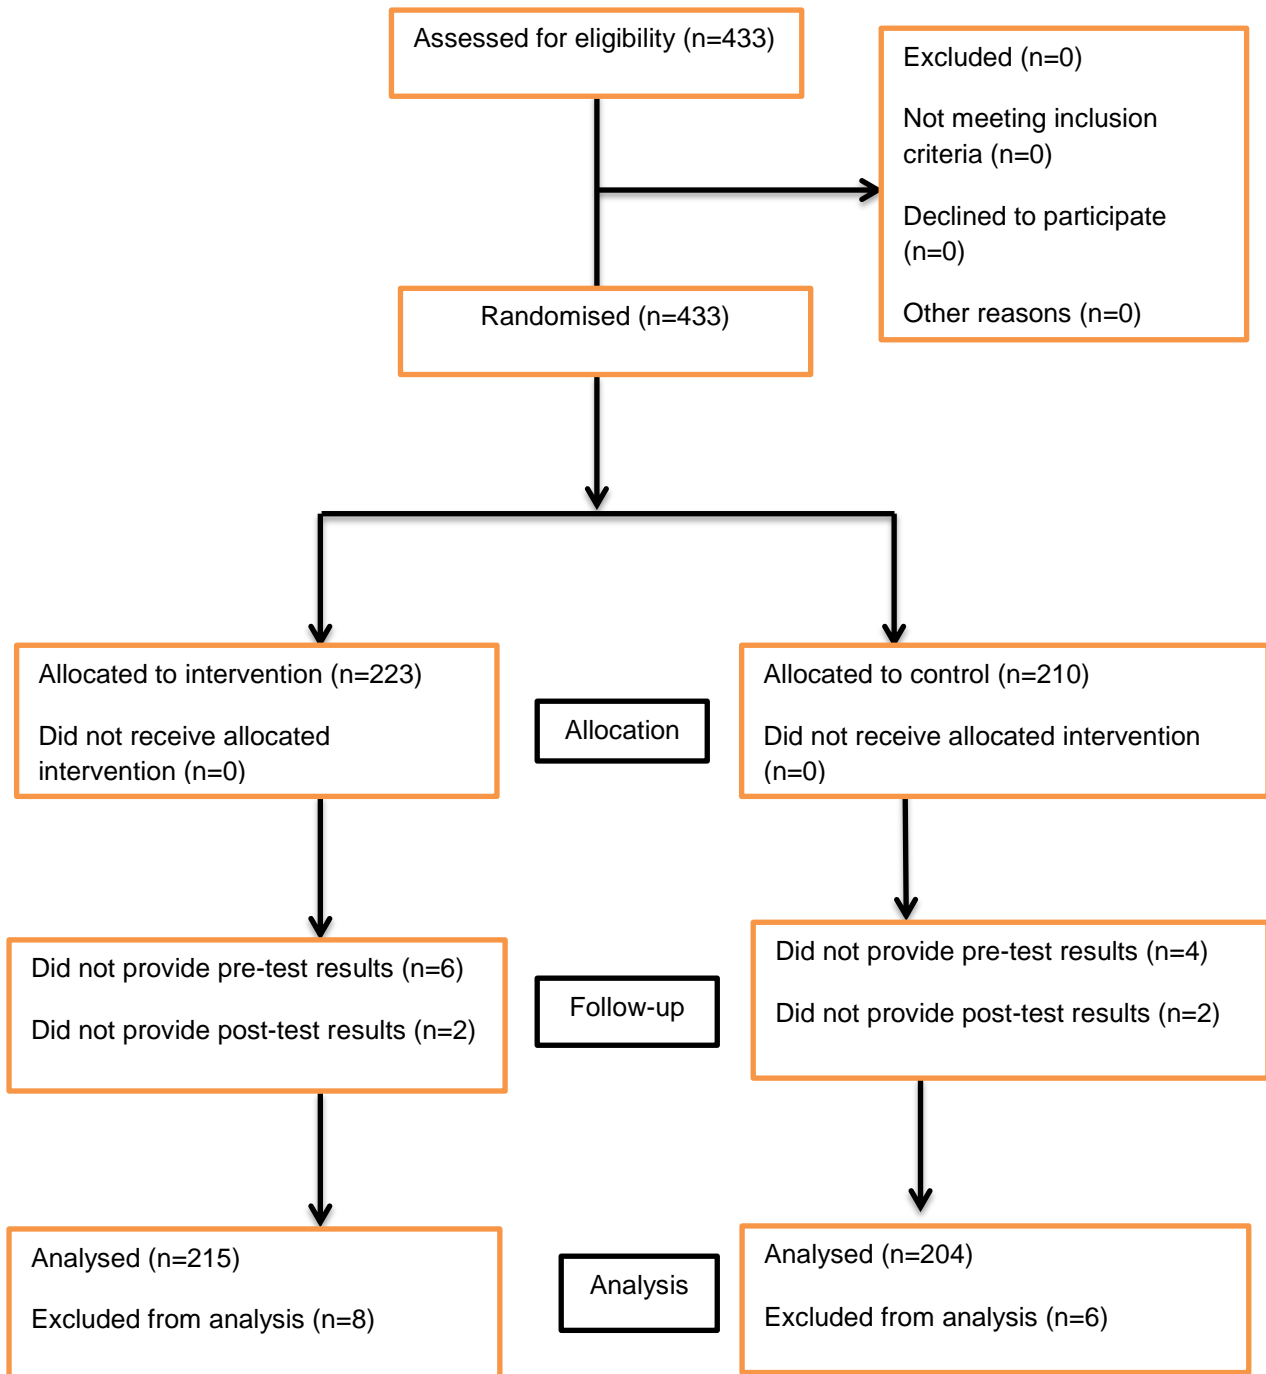 Assessed for eligibility (n=433)
Excluded (n=0)
Not meeting inclusion
criteria (n=0)
Declined to participate
(n=0)
Other reasons (n=0)
Randomised (n=433)
Allocated to intervention (n=223)
Did not receive allocated
intervention (n=0)
Allocation
Allocated to control (n=210)
Did not receive allocated intervention
(n=0)
Did not provide pre-test results (n=6)
Did not provide post-test results (n=2)
Follow-up
Did not provide pre-test results (n=4)
Did not provide post-test results (n=2)
Analysed (n=215)
Excluded from analysis (n=8)
Analysis
Analysed (n=204)
Excluded from analysis (n=6)